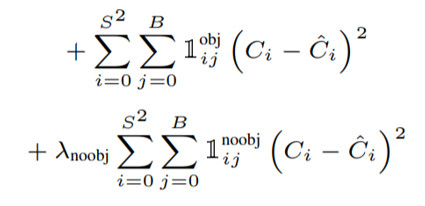 $+ \sum_{i=0}^{S^2} \sum_{j=0}^{B} \mathbb{1}_{ij}^{\text{obj}} \left( C_i - \hat{C}_i \right)^2$
$+ \lambda_{\text{noobj}} \sum_{i=0}^{S^2} \sum_{j=0}^{B} \mathbb{1}_{ij}^{\text{noobj}} \left( C_i - \hat{C}_i \right)^2$